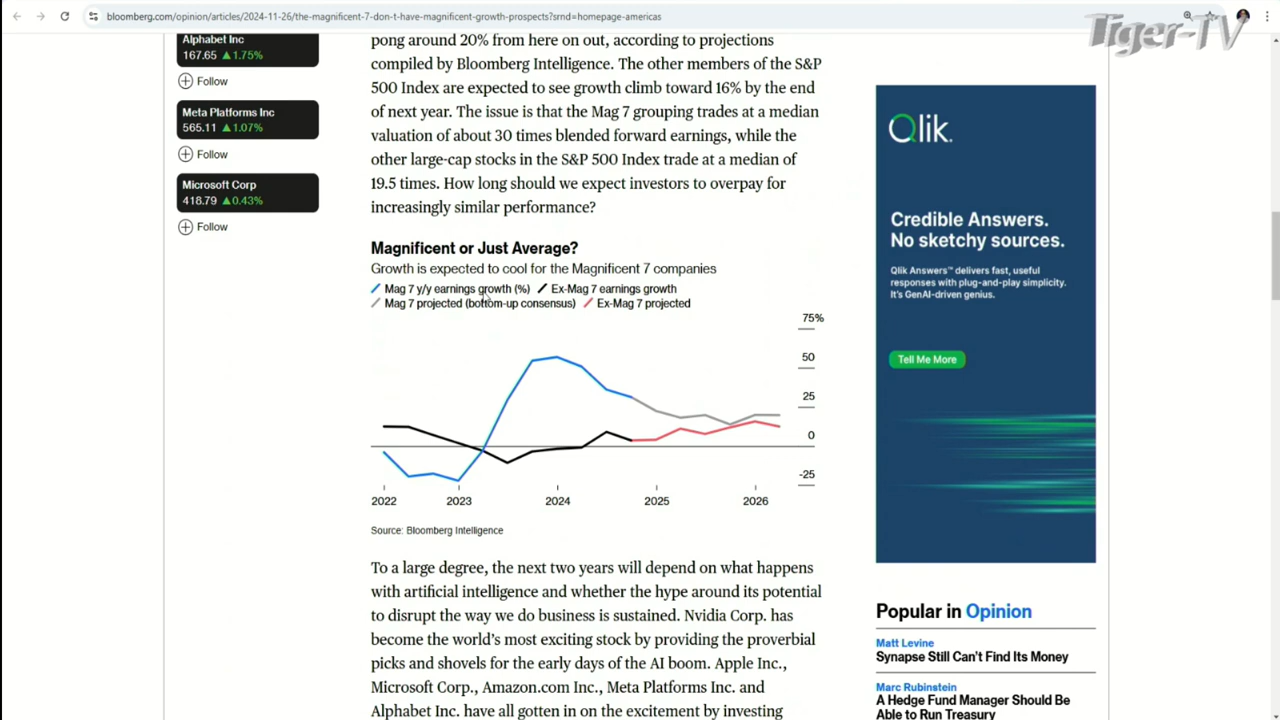 bloomberg.com/opinion/articles/2024-11-26/the-magnificent-7-don-t-have-magnificent-growth-prospects?srnd=homepage-americas
Tiger-TV
Alphabet Inc
167.65 ▲1.75%
Follow
Meta Platforms Inc
565.11 ▲1.07%
Follow
Microsoft Corp
418.79 ▲0.43%
Follow
pong around 20% from here on out, according to projections
compiled by Bloomberg Intelligence. The other members of the S&P
500 Index are expected to see growth climb toward 16% by the end
of next year. The issue is that the Mag 7 grouping trades at a median
valuation of about 30 times blended forward earnings, while the
other large-cap stocks in the S&P 500 Index trade at a median of
19.5 times. How long should we expect investors to overpay for
increasingly similar performance?
Magnificent or Just Average?
Growth is expected to cool for the Magnificent 7 companies
Mag 7 y/y earnings growth (%) Ex-Mag 7 earnings growth
Mag 7 projected (bottom-up consensus) Ex-Mag 7 projected
75%
50
25
0
-25
2022 2023 2024 2025 2026
Source: Bloomberg Intelligence
To a large degree, the next two years will depend on what happens
with artificial intelligence and whether the hype around its potential
to disrupt the way we do business is sustained. Nvidia Corp. has
become the world's most exciting stock by providing the proverbial
picks and shovels for the early days of the AI boom. Apple Inc.,
Microsoft Corp., Amazon.com Inc., Meta Platforms Inc. and
Alphabet Inc. have all gotten in on the excitement by investing
Qlik.
Credible Answers.
No sketchy sources.
Qlik Answers™ delivers fast, useful
responses with plug-and-play simplicity.
It's GenAI-driven genius.
Tell Me More
Popular in Opinion
Matt Levine
Synapse Still Can't Find Its Money
Marc Rubinstein
A Hedge Fund Manager Should Be
Able to Run Treasury